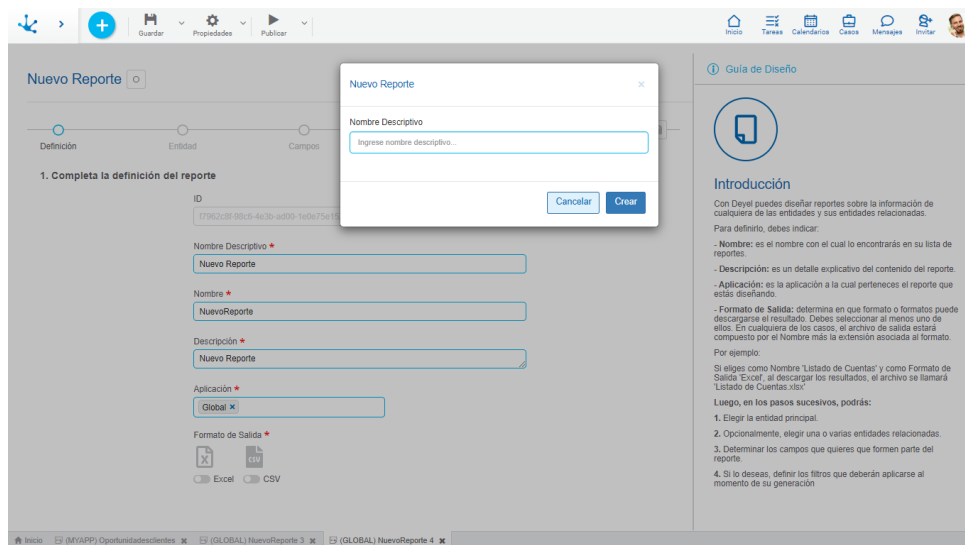 Guardar
Propiedades
Publicar
Inicio
Tareas
Calendarios
Casos
Mensajes
Invitar
Nuevo Reporte
Definición
Entidad
Campos
1. Completa la definición del reporte
ID
Nombre Descriptivo *
Nuevo Reporte
Nombre *
NuevoReporte
Descripción *
Nuevo Reporte
Aplicación *
Global ×
Formato de Salida *
X
CSV
Excel
CSV
Nuevo Reporte
×
Nombre Descriptivo
Ingrese nombre descriptivo...
Cancelar
Crear
Guía de Diseño
Introducción
Con Deyel puedes diseñar reportes sobre la información de
cualquiera de las entidades y sus entidades relacionadas.
Para definirlo, debes indicar:
- Nombre: es el nombre con el cual lo encontrarás en su lista de
reportes.
- Descripción: es un detalle explicativo del contenido del reporte.
- Aplicación: es la aplicación a la cual perteneces el reporte que
estás diseñando.
- Formato de Salida: determina en que formato o formatos puede
descargarse el resultado. Debes seleccionar al menos uno de
ellos. En cualquiera de los casos, el archivo de salida estará
compuesto por el Nombre más la extensión asociada al formato.
Por ejemplo:
Si eliges como Nombre 'Listado de Cuentas' y como Formato de
Salida 'Excel', al descargar los resultados, el archivo se llamará
'Listado de Cuentas.xlsx'
Luego, en los pasos sucesivos, podrás:
1. Elegir la entidad principal.
2. Opcionalmente, elegir una o varias entidades relacionadas.
3. Determinar los campos que quieres que formen parte del
reporte.
4. Si lo deseas, definir los filtros que deberán aplicarse al
momento de su generación
Inicio
(MYAPP) Oportunidadesclientes ×
(GLOBAL) NuevoReporte 3 ×
(GLOBAL) NuevoReporte 4 ×